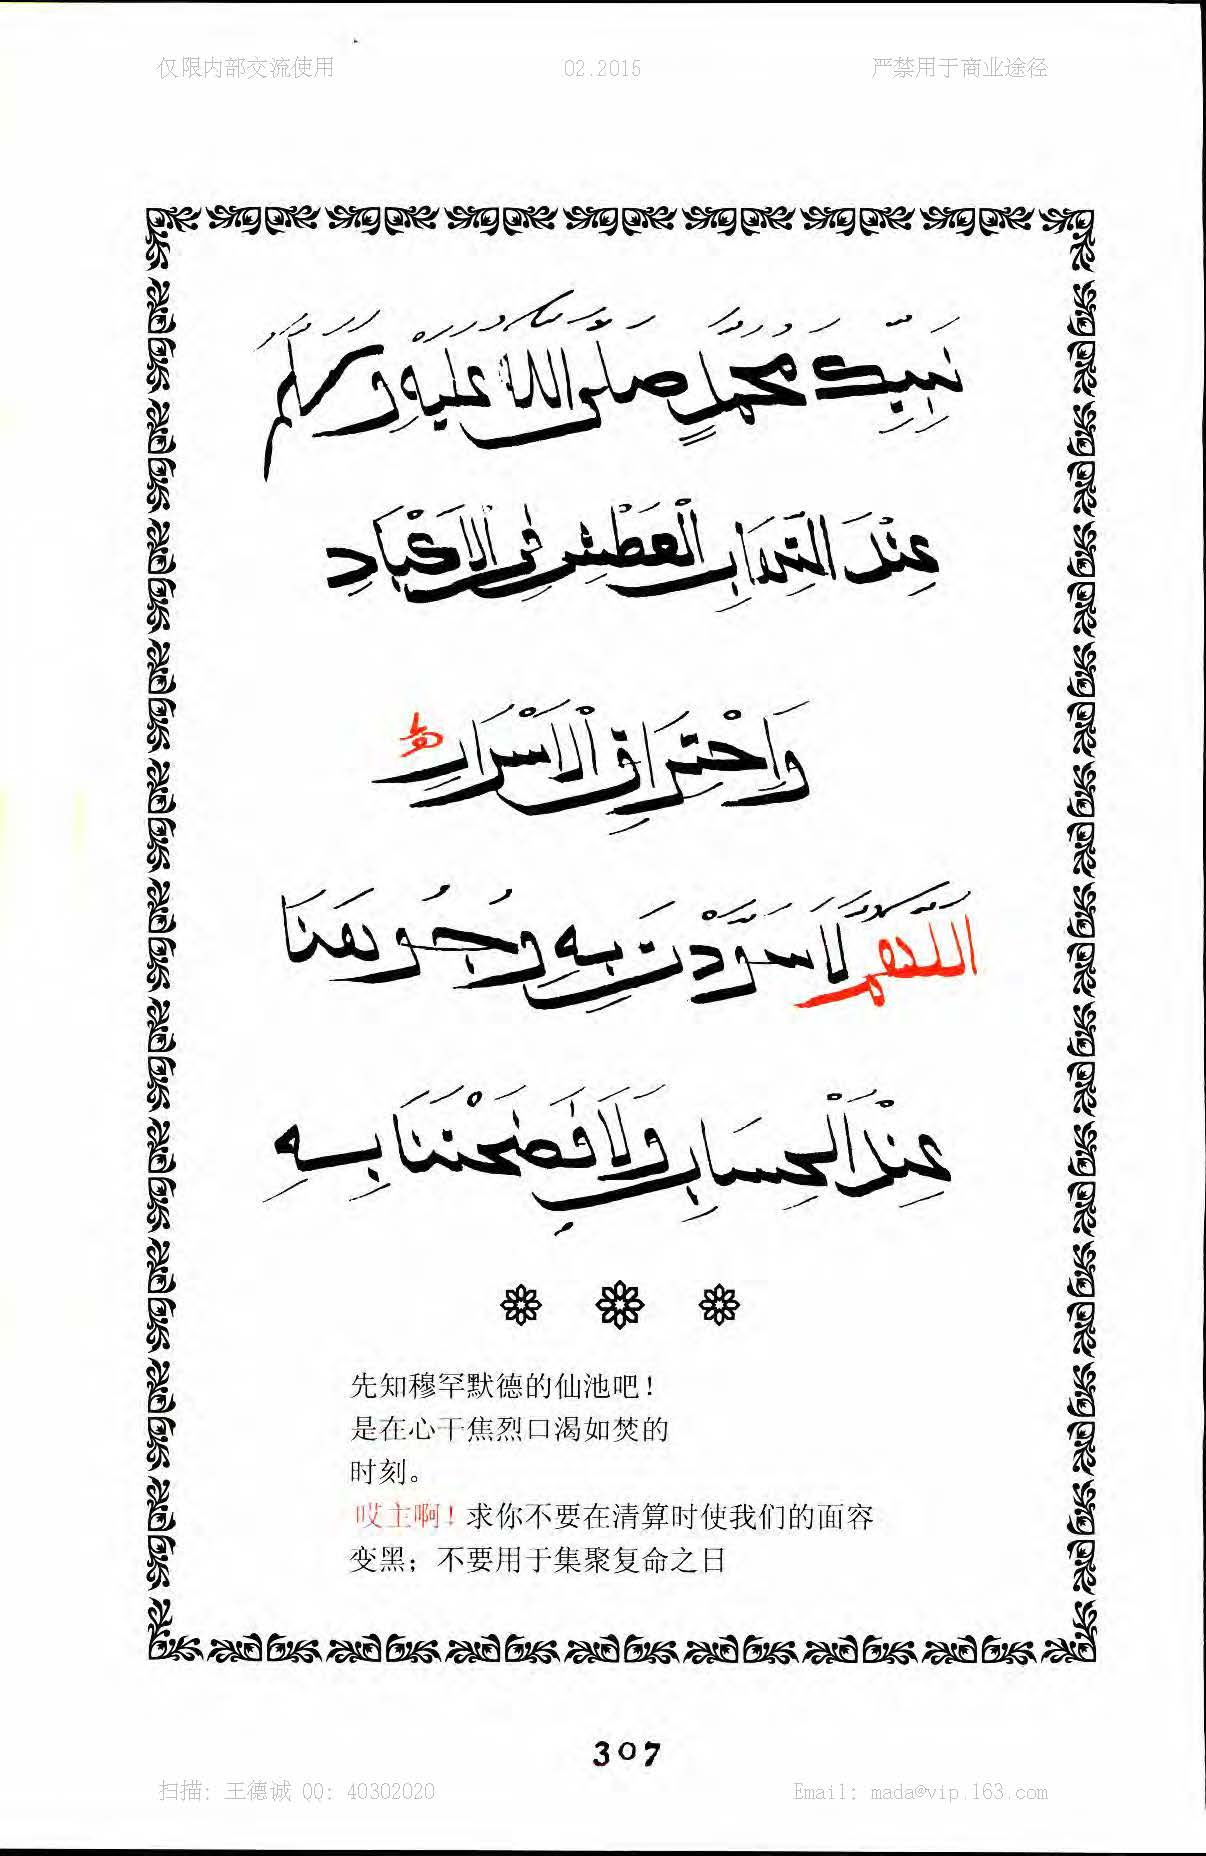 仅限内部交流使用 02.2015 严禁用于商业途径
نَبِيِّكَ مُحَمَّدٍ صَلَّى اللَّهُ عَلَيْهِ وَسَلَّمَ
عِنْدَ الْتِهَابِ الْعَطْشِ فِي الْاَكْبَادِ
وَاحْتِرَاقِ الْاَسْرَارِ ط
اَللَّهُمَّ لَا تُسَوِّدَنْ بِهِ وُجُوهَنَا
عِنْدَ الْحِسَابِ وَلَا تَفْضَحْنَا بِهِ
先知穆罕默德的仙池吧！
是在心干焦烈口渴如焚的
时刻。
哎主啊！求你不要在清算时使我们的面容
变黑；不要用于集聚复命之日
307
扫描: 王德诚 QQ: 40302020 Email: mada@vip.163.com